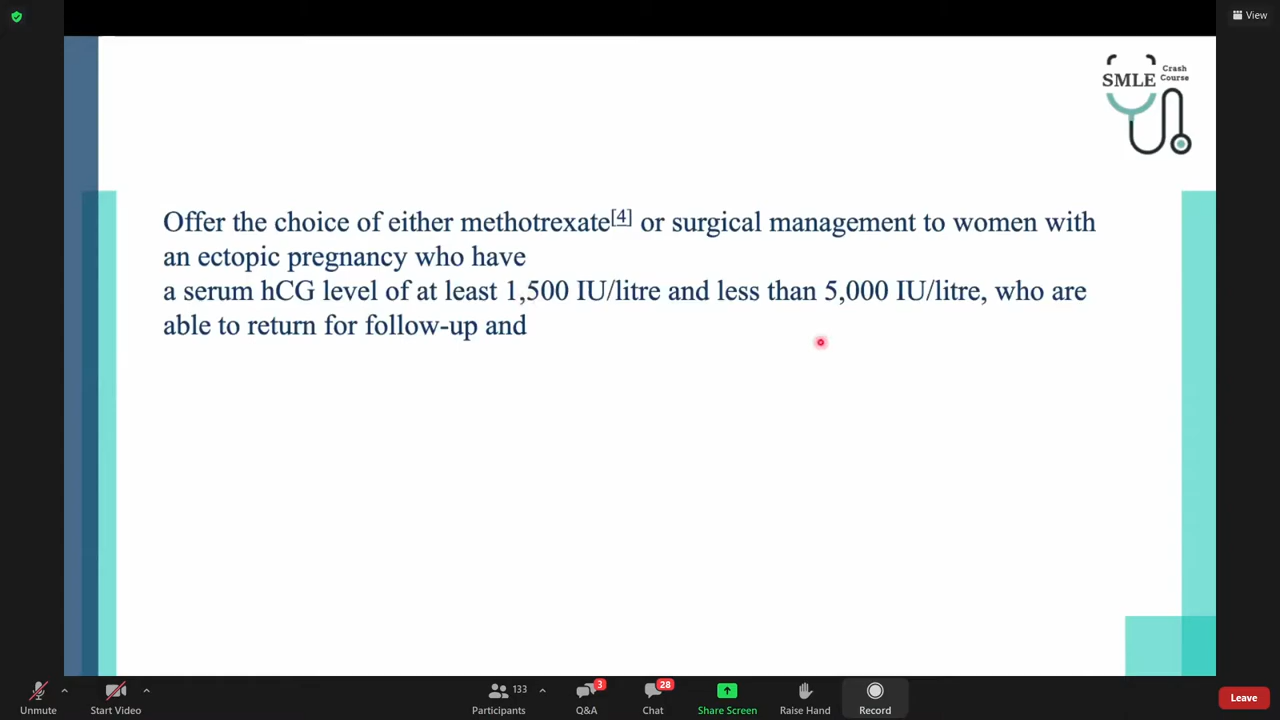 View
SMLE Crash Course
Offer the choice of either methotrexate[4] or surgical management to women with
an ectopic pregnancy who have
a serum hCG level of at least 1,500 IU/litre and less than 5,000 IU/litre, who are
able to return for follow-up and
Unmute
Start Video
133
Participants
3
Q&A
28
Chat
Share Screen
Raise Hand
Record
Leave